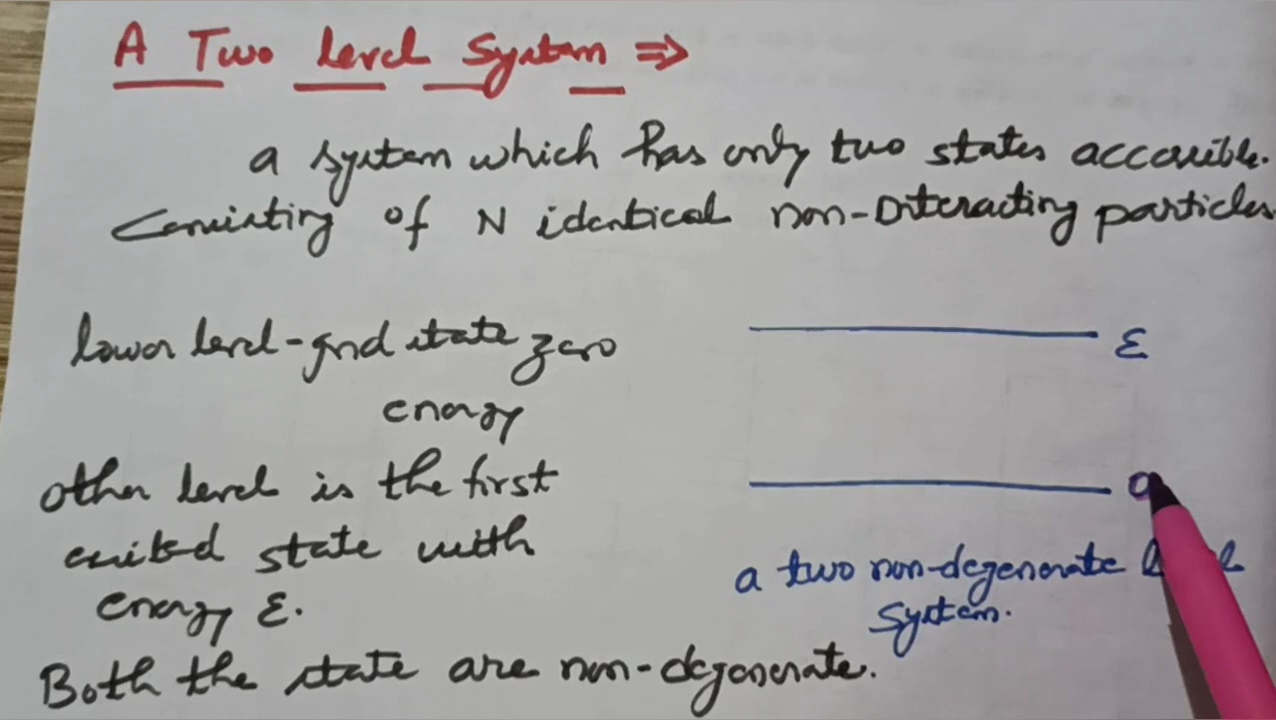 A Two level System ⇒
a system which has only two states accessible.
Consisting of N identical non-Interacting particles
lower level-gnd state zero
energy
other level is the first
excited state with
energy ε.
Both the state are non-degenerate.
ε
0
a two non-degenerate level
System.